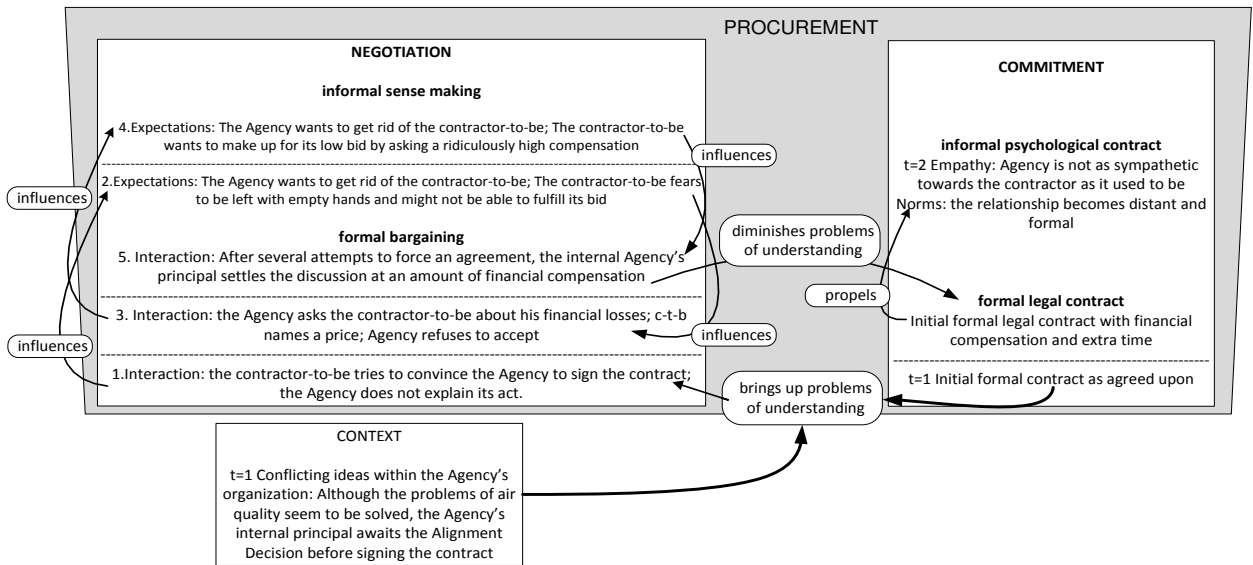 PROCUREMENT
NEGOTIATION
informal sense making
4.Expectations: The Agency wants to get rid of the contractor-to-be; The contractor-to-be
wants to make up for its low bid by asking a ridiculously high compensation
2.Expectations: The Agency wants to get rid of the contractor-to-be; The contractor-to-be fears
to be left with empty hands and might not be able to fulfill its bid
formal bargaining
5. Interaction: After several attempts to force an agreement, the internal Agency's
principal settles the discussion at an amount of financial compensation
3. Interaction: the Agency asks the contractor-to-be about his financial losses; c-t-b
names a price; Agency refuses to accept
1.Interaction: the contractor-to-be tries to convince the Agency to sign the contract;
the Agency does not explain its act.
influences
influences
influences
influences
diminishes problems
of understanding
propels
brings up problems
of understanding
COMMITMENT
informal psychological contract
t=2 Empathy: Agency is not as sympathetic
towards the contractor as it used to be
Norms: the relationship becomes distant and
formal
formal legal contract
Initial formal legal contract with financial
compensation and extra time
t=1 Initial formal contract as agreed upon
CONTEXT
t=1 Conflicting ideas within the Agency's
organization: Although the problems of air
quality seem to be solved, the Agency's
internal principal awaits the Alignment
Decision before signing the contract